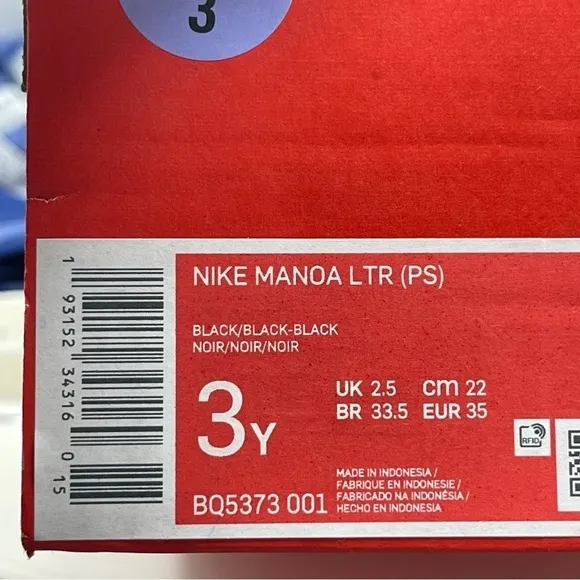 3
NIKE MANOA LTR (PS)
BLACK/BLACK-BLACK
NOIR/NOIR/NOIR
3Y
UK 2.5 cm 22
BR 33.5 EUR 35
RFID
MADE IN INDONESIA /
FABRIQUE EN INDONESIE /
FABRICADO NA INDONÉSIA /
HECHO EN INDONESIA
BQ5373 001
1 93152 34316 0 15